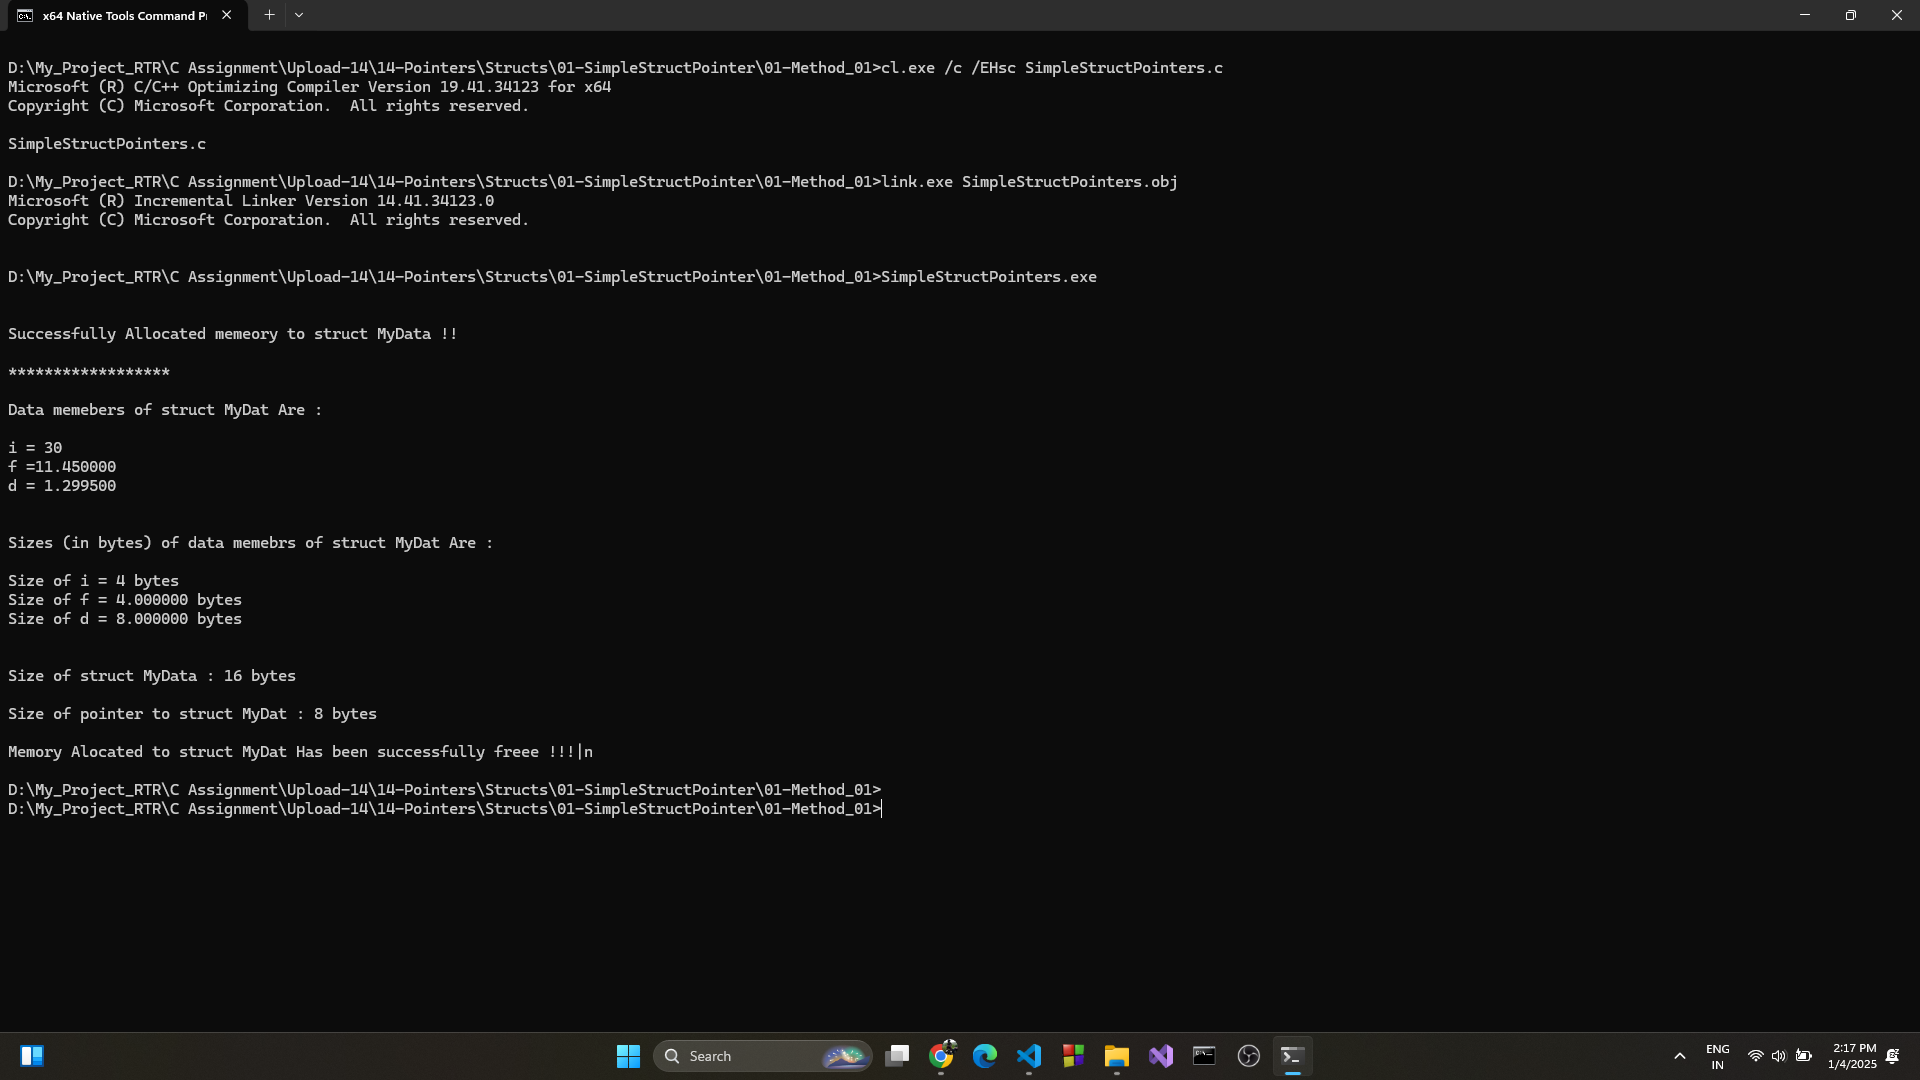 x64 Native Tools Command P
D:\My_Project_RTR\C Assignment\Upload-14\14-Pointers\Structs\01-SimpleStructPointer\01-Method_01>cl.exe /c /EHsc SimpleStructPointers.c
Microsoft (R) C/C++ Optimizing Compiler Version 19.41.34123 for x64
Copyright (C) Microsoft Corporation.  All rights reserved.
SimpleStructPointers.c
D:\My_Project_RTR\C Assignment\Upload-14\14-Pointers\Structs\01-SimpleStructPointer\01-Method_01>link.exe SimpleStructPointers.obj
Microsoft (R) Incremental Linker Version 14.41.34123.0
Copyright (C) Microsoft Corporation.  All rights reserved.
D:\My_Project_RTR\C Assignment\Upload-14\14-Pointers\Structs\01-SimpleStructPointer\01-Method_01>SimpleStructPointers.exe
Successfully Allocated memeory to struct MyData !!
******************
Data memebers of struct MyDat Are :
i = 30
f =11.450000
d = 1.299500
Sizes (in bytes) of data memebrs of struct MyDat Are :
Size of i = 4 bytes
Size of f = 4.000000 bytes
Size of d = 8.000000 bytes
Size of struct MyData : 16 bytes
Size of pointer to struct MyDat : 8 bytes
Memory Alocated to struct MyDat Has been successfully freee !!!|n
D:\My_Project_RTR\C Assignment\Upload-14\14-Pointers\Structs\01-SimpleStructPointer\01-Method_01>
D:\My_Project_RTR\C Assignment\Upload-14\14-Pointers\Structs\01-SimpleStructPointer\01-Method_01>
Search
ENG
IN
2:17 PM
1/4/2025